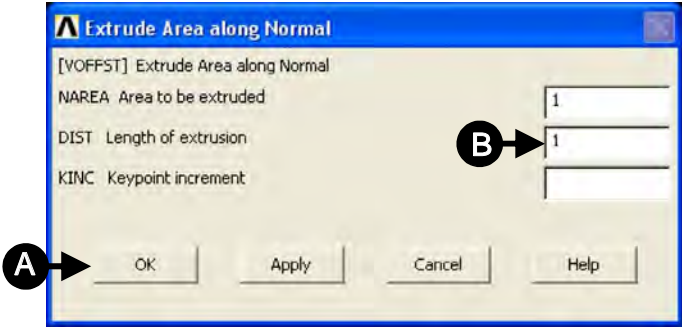 Extrude Area along Normal
[VOFFST] Extrude Area along Normal
NAREA Area to be extruded 1
DIST Length of extrusion B 1
KINC Keypoint increment
A OK Apply Cancel Help